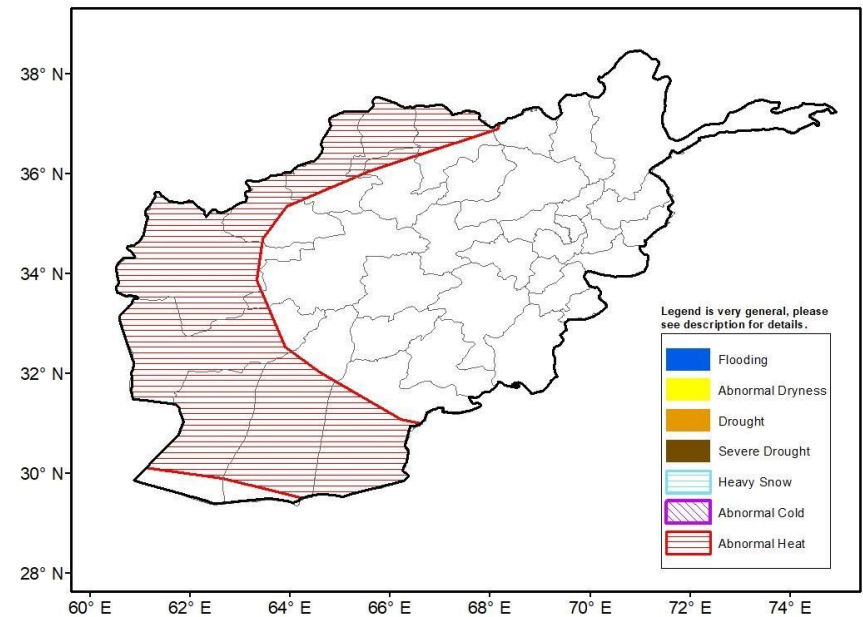 38° N
36° N
34° N
32° N
30° N
28° N
60° E
62° E
64° E
66° E
68° E
70° E
72° E
74° E
Legend is very general, please
see description for details.
Flooding
Abnormal Dryness
Drought
Severe Drought
Heavy Snow
Abnormal Cold
Abnormal Heat